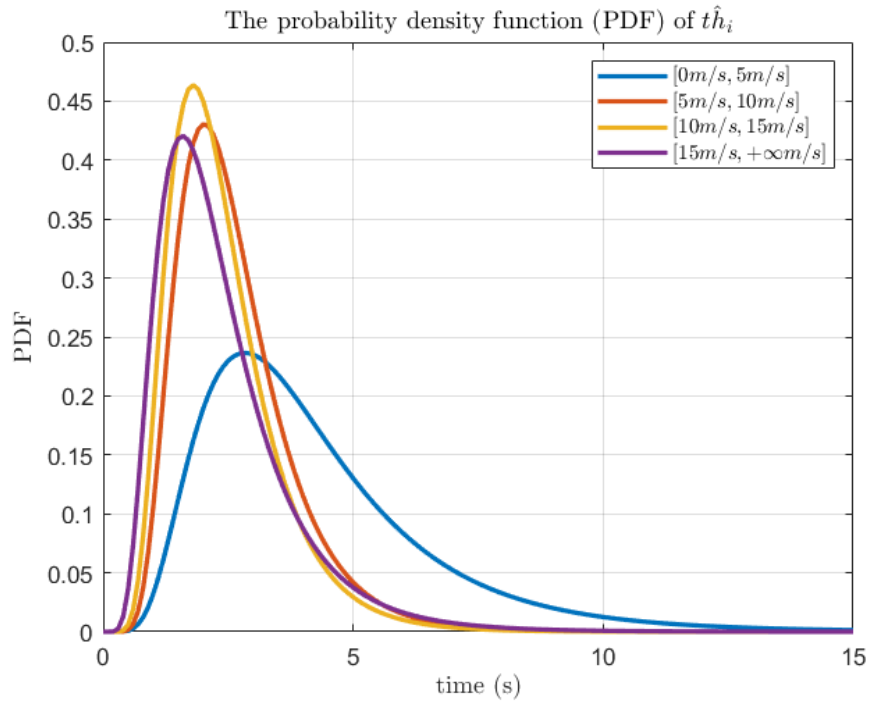 The probability density function (PDF) of $t\hat{h}_i$
0.5
0.45
0.4
0.35
0.3
0.25
0.2
0.15
0.1
0.05
0
PDF
[0m/s, 5m/s]
[5m/s, 10m/s]
[10m/s, 15m/s]
[15m/s, +∞m/s]
0 5 10 15
time (s)